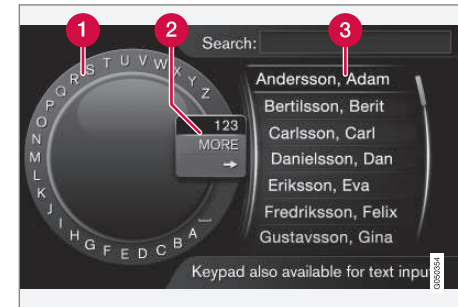 1
2
3
Search:
A B C D E F G H I J K L M N O P Q R S T U V W X Y Z
123
MORE
Andersson, Adam
Bertilsson, Berit
Carlsson, Carl
Danielsson, Dan
Eriksson, Eva
Fredriksson, Felix
Gustavsson, Gina
Keypad also available for text input
G050354